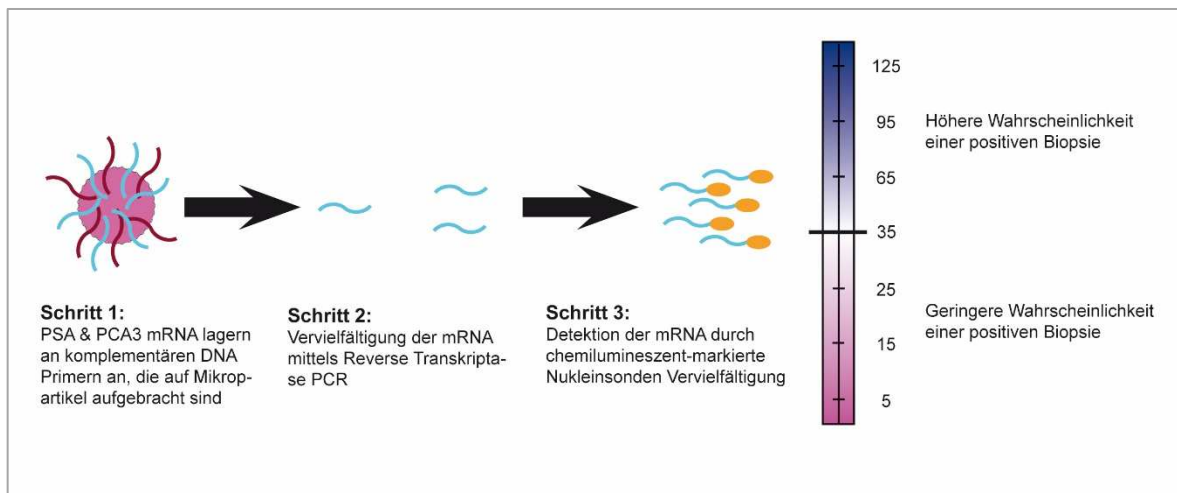 Schritt 1:
PSA & PCA3 mRNA lagern
an komplementären DNA
Primern an, die auf Mikrop-
artikel aufgebracht sind
Schritt 2:
Vervielfältigung der mRNA
mittels Reverse Transkripta-
se PCR
Schritt 3:
Detektion der mRNA durch
chemilumineszent-markierte
Nukleinsonden Vervielfältigung
125
95
65
35
25
15
5
Höhere Wahrscheinlichkeit
einer positiven Biopsie
Geringere Wahrscheinlichkeit
einer positiven Biopsie